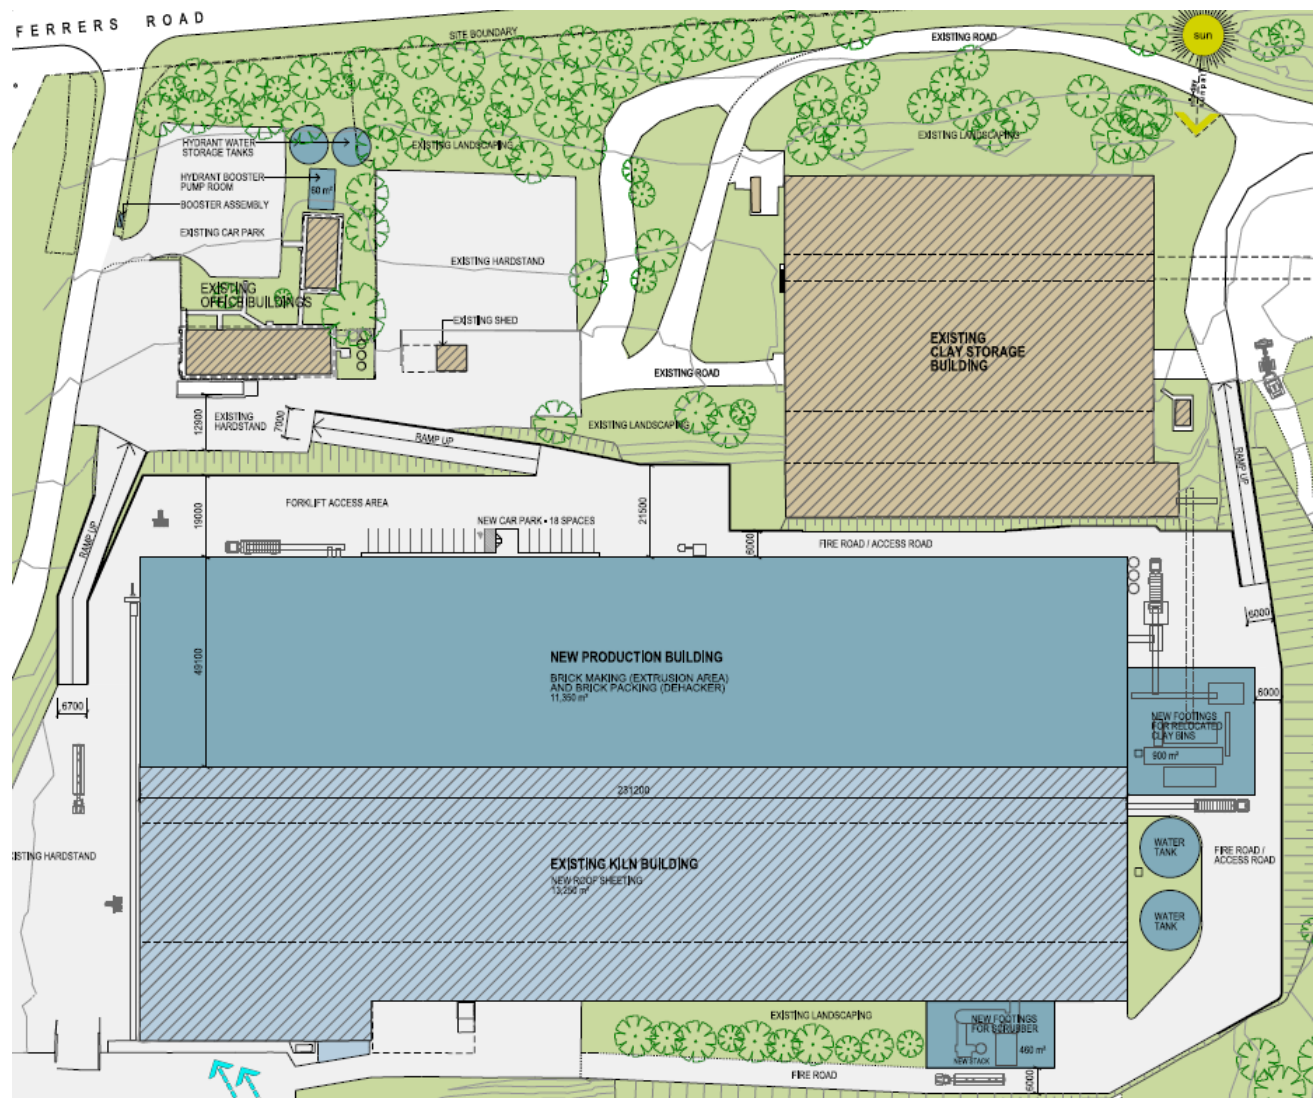 FERRERS ROAD
SITE BOUNDARY
EXISTING ROAD
sun
HYDRANT WATER
STORAGE TANKS
EXISTING LANDSCAPING
EXISTING LANDSCAPING
HYDRANT BOOSTER
PUMP ROOM
60 m²
BOOSTER ASSEMBLY
EXISTING CAR PARK
EXISTING HARDSTAND
EXISTING
OFFICE BUILDINGS
EXISTING SHED
EXISTING
CLAY STORAGE
BUILDING
EXISTING ROAD
12900
EXISTING
HARDSTAND
7000
RAMP UP
EXISTING LANDSCAPING
RAMP UP
RAMP UP
FORKLIFT ACCESS AREA
19000
NEW CAR PARK - 18 SPACES
21500
6000
FIRE ROAD / ACCESS ROAD
6000
49100
NEW PRODUCTION BUILDING
BRICK MAKING (EXTRUSION AREA)
AND BRICK PACKING (DEHACKER)
11,350 m²
6700
6000
NEW FOOTINGS
FOR RELOCATED
CLAY BINS
900 m²
231200
EXISTING HARDSTAND
EXISTING KILN BUILDING
NEW ROOF SHEETING
13,250 m²
WATER
TANK
FIRE ROAD /
ACCESS ROAD
WATER
TANK
EXISTING LANDSCAPING
NEW FOOTINGS
FOR SCRUBBER
460 m²
NEW STACK
FIRE ROAD
6000